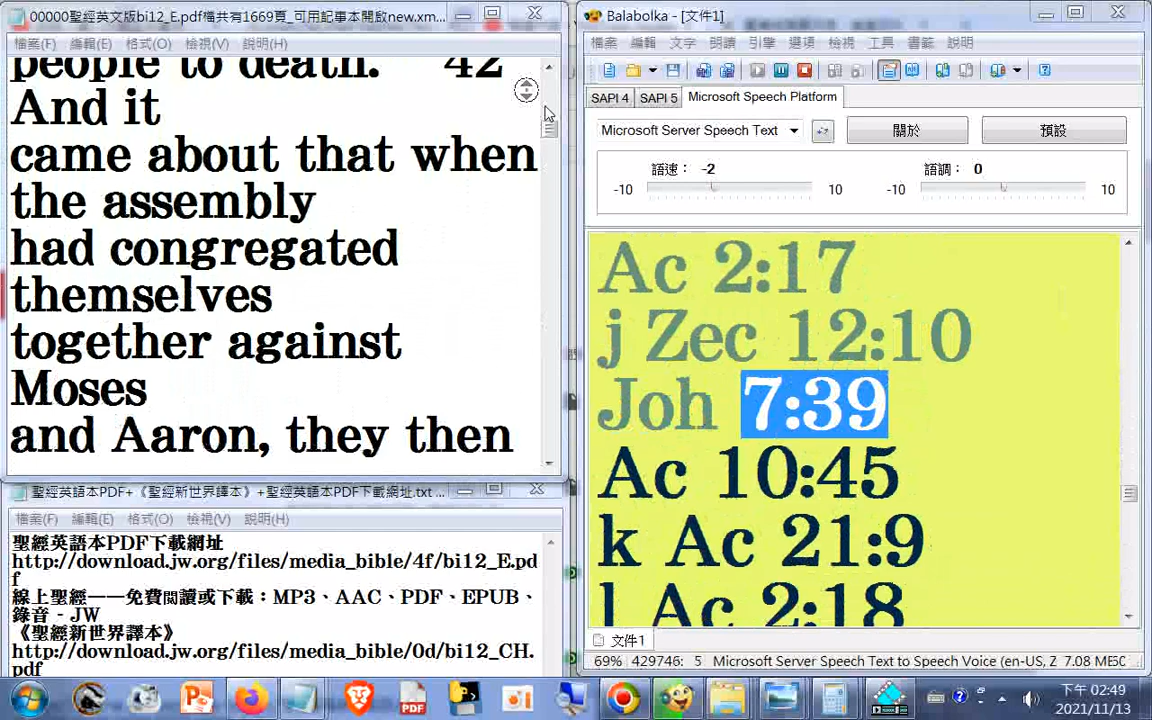 00000聖經英文版bi12_E.pdf檔共有1669頁_可用記事本開啟new.xm...
檔案(F) 編輯(E) 格式(O) 檢視(V) 說明(H)
people to death. 42
And it
came about that when
the assembly
had congregated
themselves
together against
Moses
and Aaron, they then
聖經英語本PDF+《聖經新世界譯本》+聖經英語本PDF下載網址.txt ...
檔案(F) 編輯(E) 格式(O) 檢視(V) 說明(H)
聖經英語本PDF下載網址
http://download.jw.org/files/media_bible/4f/bi12_E.pd
f
線上聖經──免費閱讀或下載：MP3、AAC、PDF、EPUB、
錄音 - JW
《聖經新世界譯本》
http://download.jw.org/files/media_bible/0d/bi12_CH.
pdf
Balabolka - [文件1]
檔案 編輯 文字 朗讀 引擎 選項 檢視 工具 書籤 說明
SAPI 4 SAPI 5 Microsoft Speech Platform
Microsoft Server Speech Text 關於 預設
語速： -2 語調： 0
-10 10 -10 10
Ac 2:17
j Zec 12:10
Joh 7:39
Ac 10:45
k Ac 21:9
l Ac 2:18
文件1
69% 429746: 5 Microsoft Server Speech Text to Speech Voice (en-US, Z 7.08 ME
PDF
下午 02:49
2021/11/13